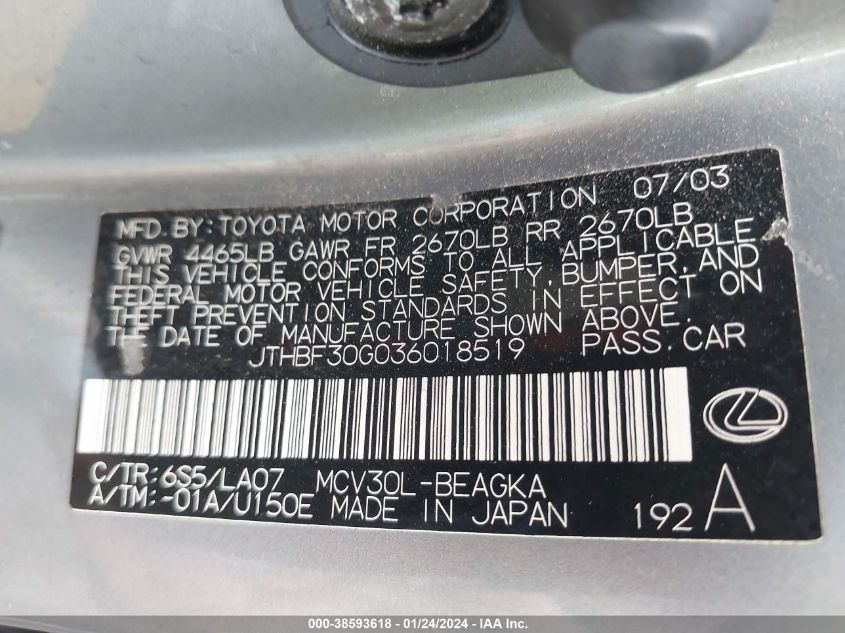 MFD. BY: TOYOTA MOTOR CORPORATION 07/03
GVWR 4465LB GAWR FR 2670LB RR 2670LB
THIS VEHICLE CONFORMS TO ALL APPLICABLE
FEDERAL MOTOR VEHICLE SAFETY, BUMPER, AND
THEFT PREVENTION STANDARDS IN EFFECT ON
THE DATE OF MANUFACTURE SHOWN ABOVE.
JTHBF30G036018519 PASS. CAR
C/TR: 6S5/LA07 MCV30L-BEAGKA
A/TM: -01A/U150E MADE IN JAPAN 192 A
000-38593618 - 01/24/2024 - IAA Inc.